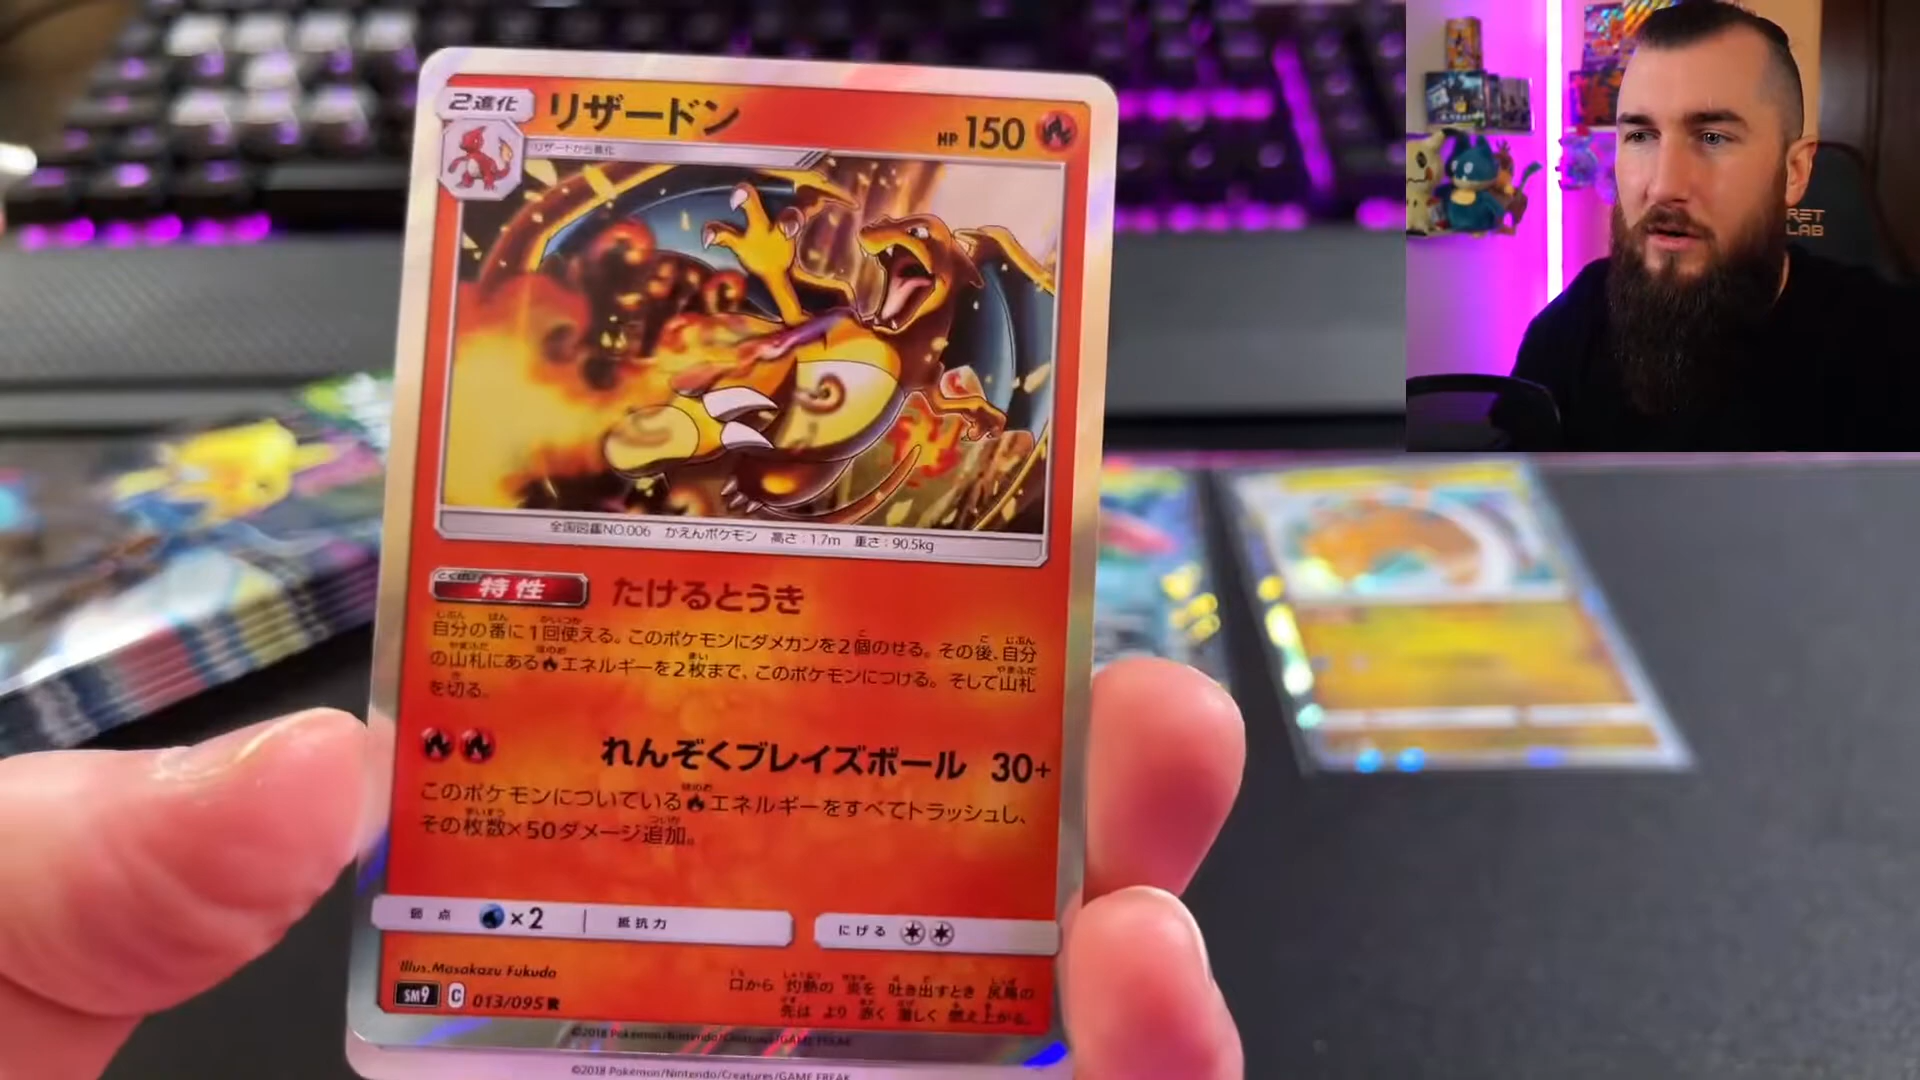 2進化 リザードン HP 150
リザードから進化
RET
LAB
全国図鑑NO.006 かえんポケモン 高さ:1.7m 重さ:90.5kg
特性 たけるとうき
自分の番に1回使える。このポケモンにダメカンを2個のせる。その後、自分
の山札にあるエネルギーを2枚まで、このポケモンにつける。そして山札
を切る。
れんぞくブレイズボール 30+
このポケモンについているエネルギーをすべてトラッシュし、
その枚数×50ダメージ追加。
弱点 ×2 抵抗力 にげる
illus.Masakazu Fukuda
SM9 C 013/095 R
口から 灼熱の 炎を 吐き出すとき 尻尾の
先は より 赤く 激しく 燃え上がる。
©2018 Pokémon/Nintendo/Creatures/GAME FREAK
©2018 Pokémon/Nintendo/Creatures/GAME FREAK